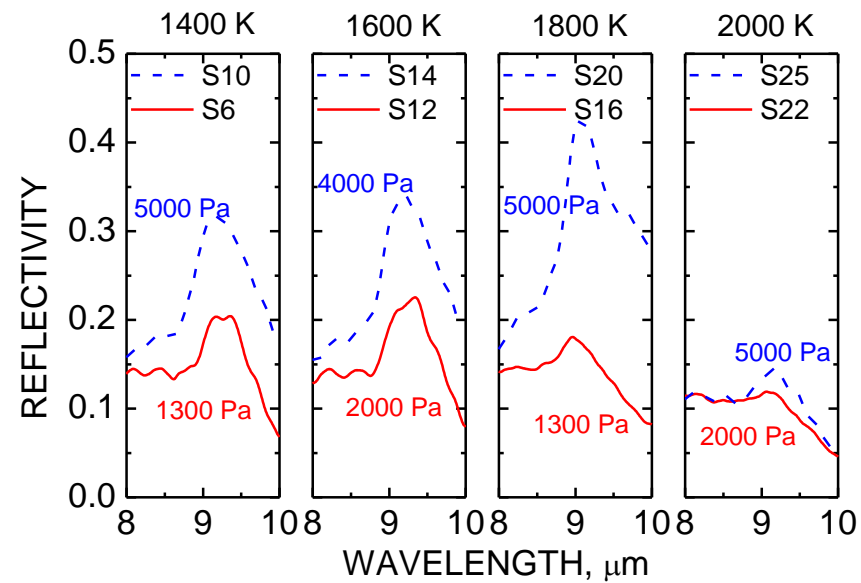 1400 K
1600 K
1800 K
2000 K
REFLECTIVITY
0.5
0.4
0.3
0.2
0.1
0.0
S10
S6
5000 Pa
1300 Pa
8 9 10
S14
S12
4000 Pa
2000 Pa
8 9 10
S20
S16
5000 Pa
1300 Pa
8 9 10
S25
S22
5000 Pa
2000 Pa
8 9 10
WAVELENGTH, μm